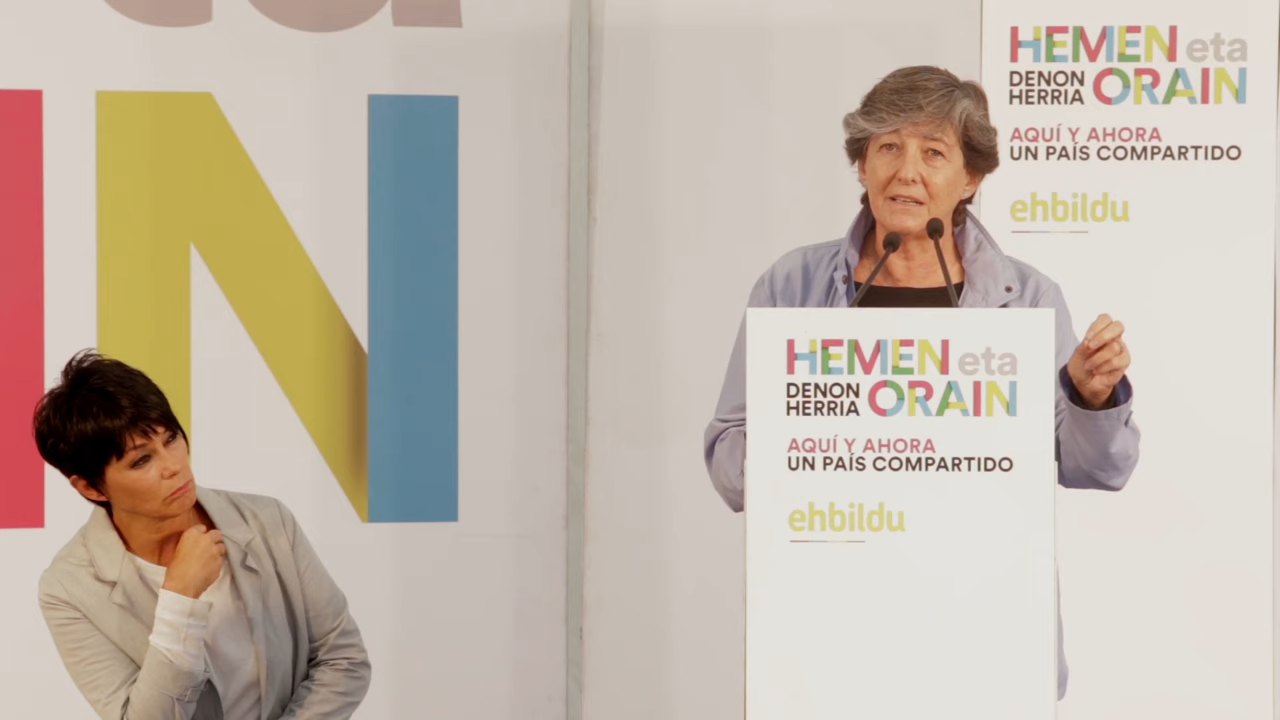 ta
IN
HEMEN eta
DENON HERRIA ORAIN
AQUÍ Y AHORA
UN PAÍS COMPARTIDO
ehbildu
HEMEN eta
DENON HERRIA ORAIN
AQUÍ Y AHORA
UN PAÍS COMPARTIDO
ehbildu